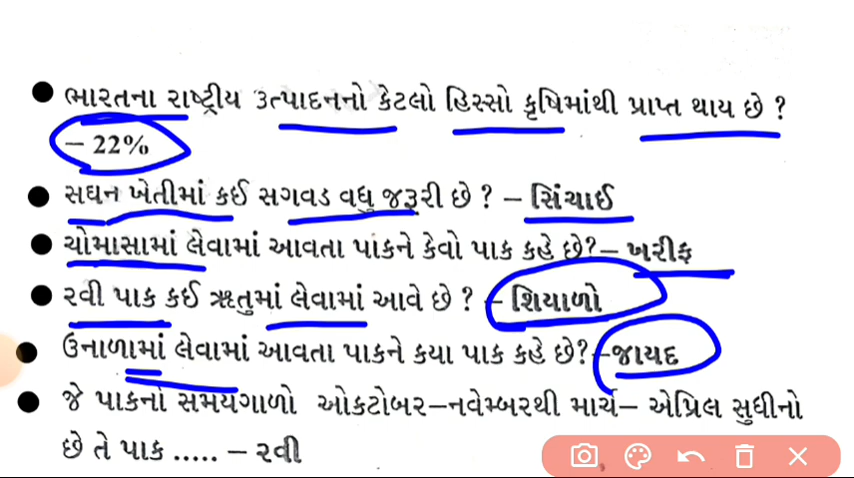 ● ભારતના રાષ્ટ્રીય ઉત્પાદનનો કેટલો હિસ્સો કૃષિમાંથી પ્રાપ્ત થાય છે ?
– 22%
● સઘન ખેતીમાં કઈ સગવડ વધુ જરૂરી છે ? – સિંચાઈ
● ચોમાસામાં લેવામાં આવતા પાકને કેવો પાક કહે છે?– ખરીફ
● રવી પાક કઈ ઋતુમાં લેવામાં આવે છે ? – શિયાળો
● ઉનાળામાં લેવામાં આવતા પાકને કયા પાક કહે છે?–જાયદ
● જે પાકનો સમયગાળો ઓકટોબર–નવેમ્બરથી માર્ચ– એપ્રિલ સુધીનો
છે તે પાક ..... – રવી